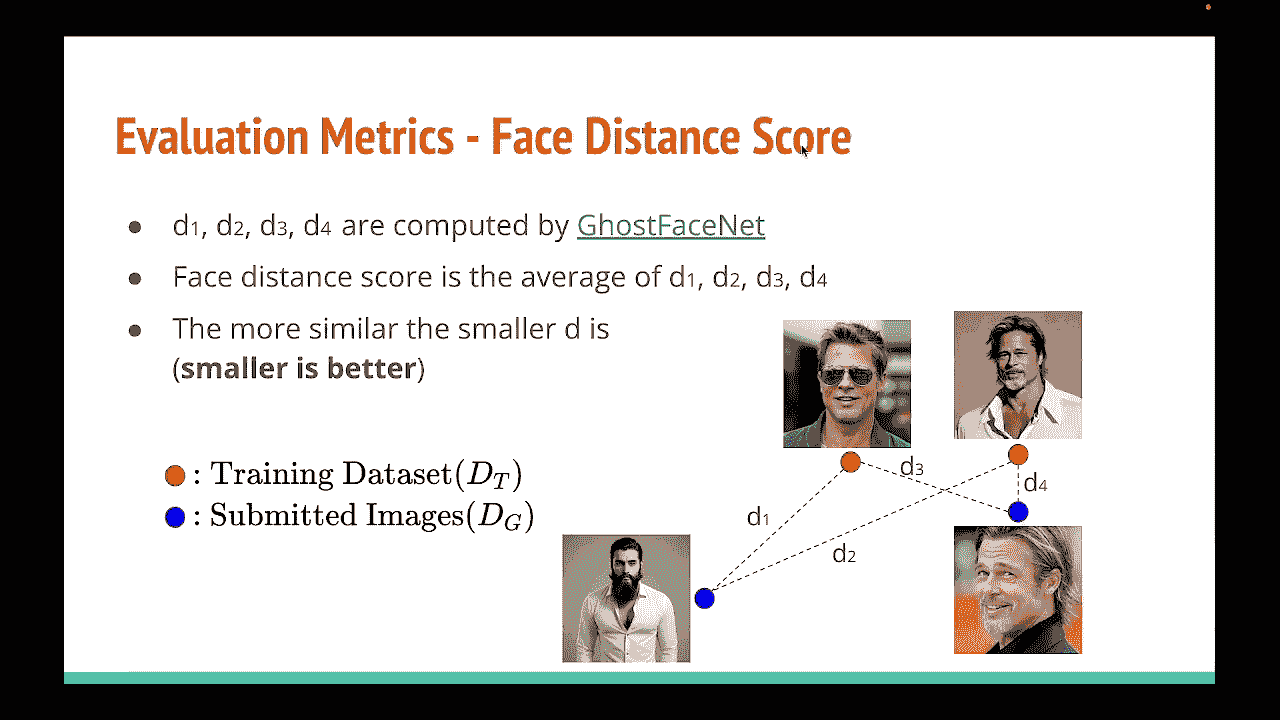 Evaluation Metrics - Face Distance Score
● d₁, d₂, d₃, d₄ are computed by GhostFaceNet
● Face distance score is the average of d₁, d₂, d₃, d₄
● The more similar the smaller d is
(smaller is better)
: Training Dataset(D_T)
: Submitted Images(D_G)
d₃
d₄
d₁
d₂